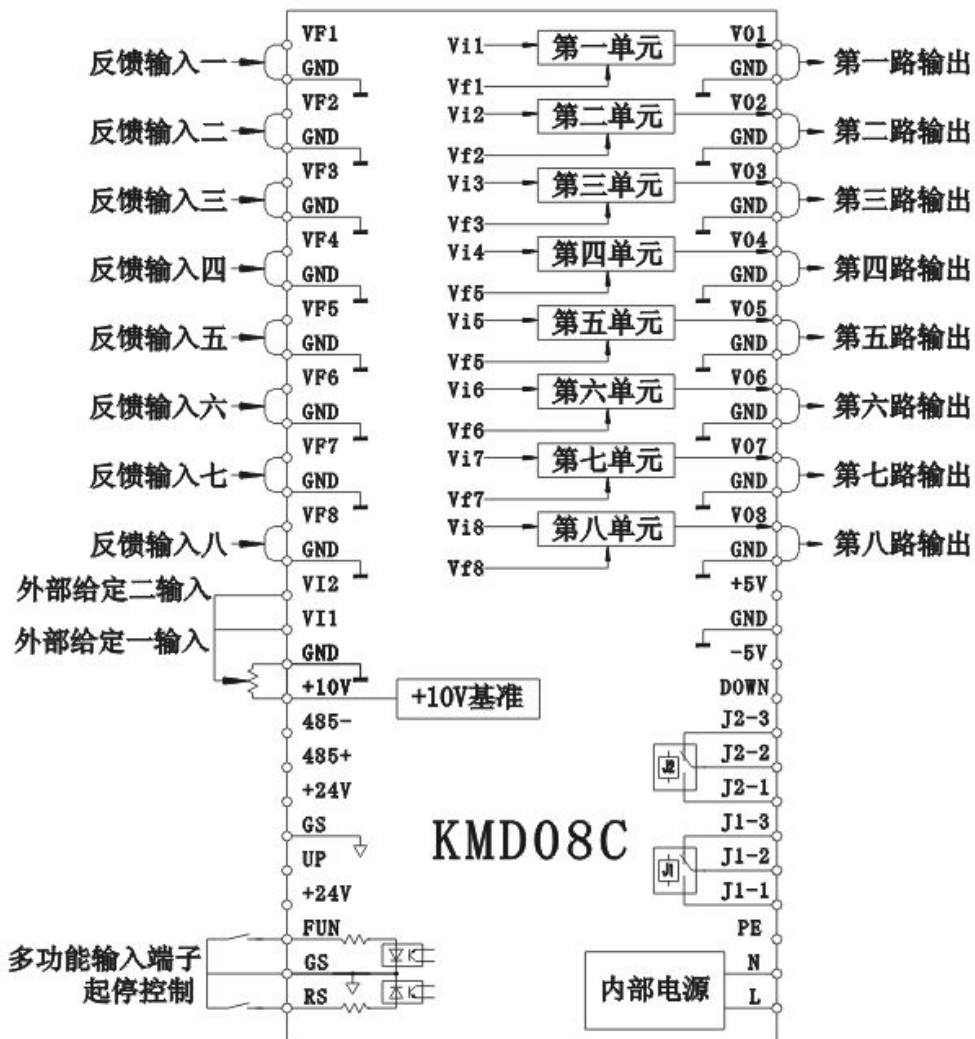 VF1
反馈输入一
GND
VF2
反馈输入二
GND
VF3
反馈输入三
GND
VF4
反馈输入四
GND
VF5
反馈输入五
GND
VF6
反馈输入六
GND
VF7
反馈输入七
GND
VF8
反馈输入八
GND
外部给定二输入
VI2
VI1
外部给定一输入
GND
+10V
+10V基准
485-
485+
+24V
GS
UP
+24V
FUN
多功能输入端子
起停控制
GS
RS
Vi1
第一单元
Vf1
Vi2
第二单元
Vf2
Vi3
第三单元
Vf3
Vi4
第四单元
Vf5
Vi5
第五单元
Vf5
Vi6
第六单元
Vf6
Vi7
第七单元
Vf7
Vi8
第八单元
Vf8
KMD08C
VO1
第一路输出
GND
VO2
第二路输出
GND
VO3
第三路输出
GND
VO4
第四路输出
GND
VO5
第五路输出
GND
VO6
第六路输出
GND
VO7
第七路输出
GND
VO8
第八路输出
GND
+5V
GND
-5V
DOWN
J2-3
J2-2
J2
J2-1
J1-3
J1-2
J1
J1-1
PE
N
内部电源
L